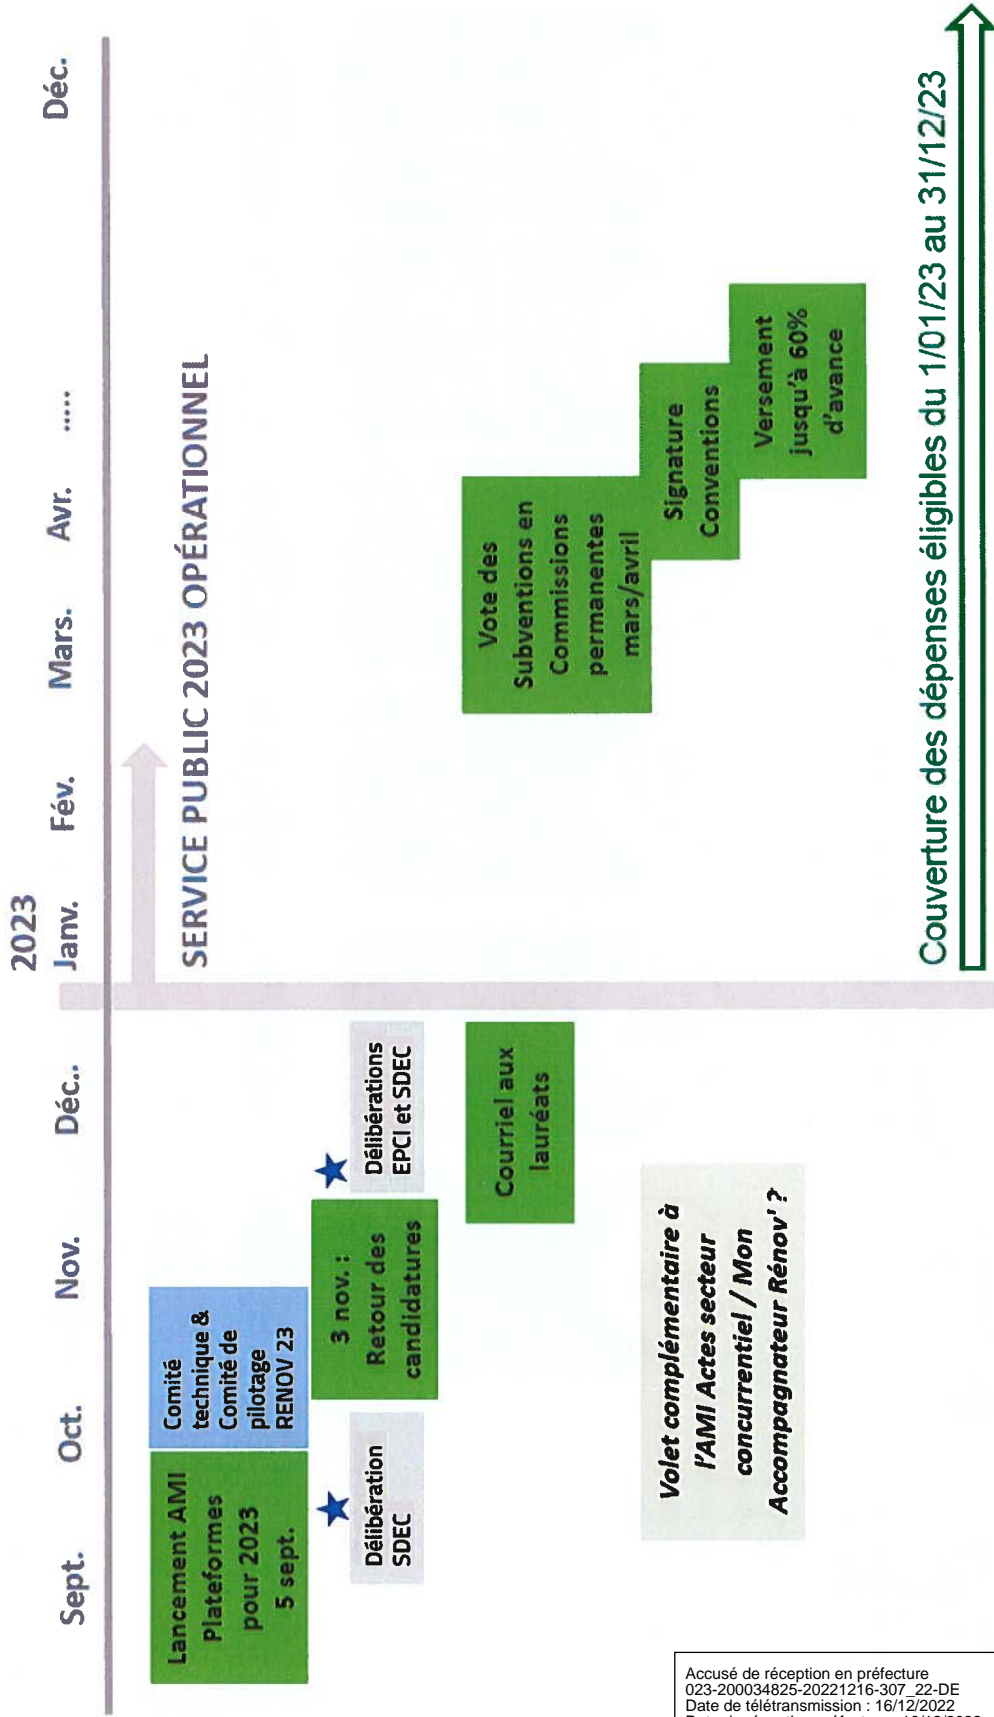 2023
Sept.
Oct.
Nov.
Déc..
Janv.
Fév.
Mars.
Avr.
.....
Déc.
Lancement AMI
Plateformes
pour 2023
5 sept.
Comité
technique &
Comité de
pilotage
RENOV 23
SERVICE PUBLIC 2023 OPÉRATIONNEL
Délibération
SDEC
3 nov. :
Retour des
candidatures
Délibérations
EPCI et SDEC
Courriel aux
lauréats
Vote des
Subventions en
Commissions
permanentes
mars/avril
Signature
Conventions
Versement
jusqu'à 60%
d'avance
Volet complémentaire à
l'AMI Actes secteur
concurrentiel / Mon
Accompagnateur Rénov' ?
Couverture des dépenses éligibles du 1/01/23 au 31/12/23
Accusé de réception en préfecture
023-200034825-20221216-307_22-DE
Date de télétransmission : 16/12/2022